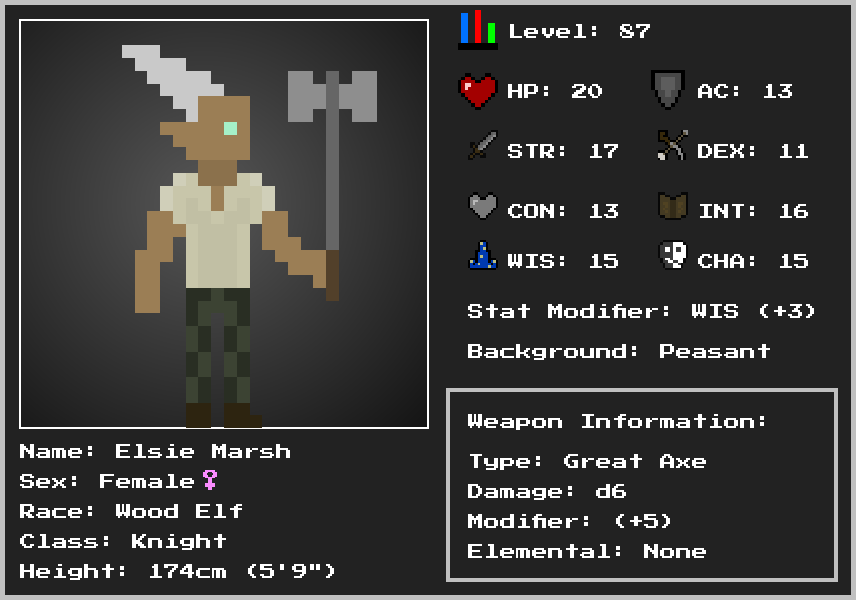 Level: 87
HP: 20 AC: 13
STR: 17 DEX: 11
CON: 13 INT: 16
WIS: 15 CHA: 15
Stat Modifier: WIS (+3)
Background: Peasant
Weapon Information:
Type: Great Axe
Damage: d6
Modifier: (+5)
Elemental: None
Name: Elsie Marsh
Sex: Female♀
Race: Wood Elf
Class: Knight
Height: 174cm (5'9")